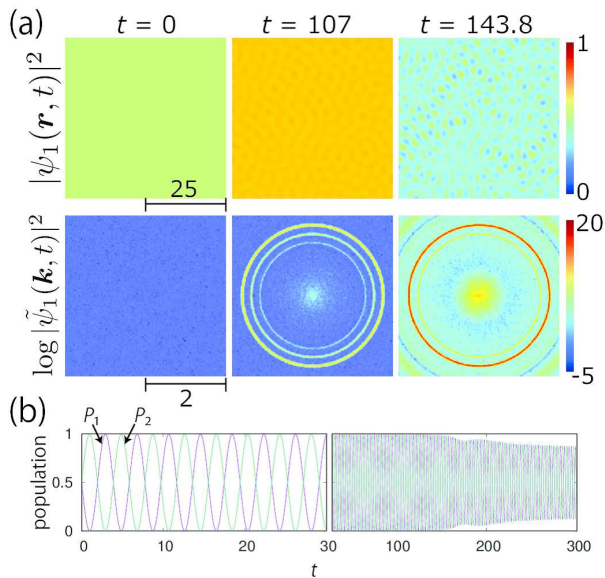 (a)
t = 0
t = 107
t = 143.8
|ψ₁(r, t)|²
25
1
0
log |ψ̃₁(k, t)|²
2
20
-5
(b)
P₁
P₂
population
1
0.5
0
0
10
20
30
100
200
300
t